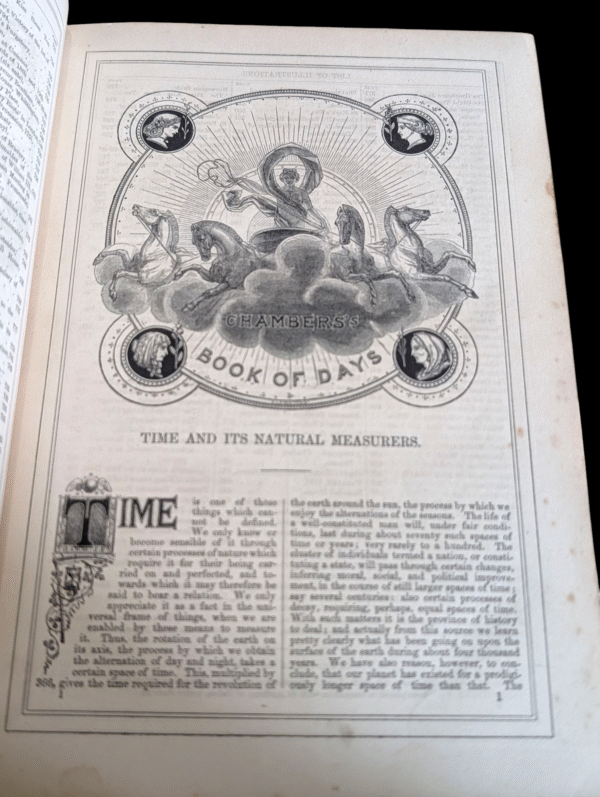 LIST OF ILLUSTRATIONS.
CHAMBERS'S
BOOK OF DAYS
TIME AND ITS NATURAL MEASURERS.
TIME is one of those
things which can-
not be defined.
We only know or
become sensible of it through
certain processes of nature which
require it for their being car-
ried on and perfected, and to-
wards which it may therefore be
said to bear a relation. We only
appreciate it as a fact in the uni-
versal frame of things, when we are
enabled by these means to measure
it. Thus, the rotation of the earth on
its axis, the process by which we obtain
the alternation of day and night, takes a
certain space of time. This, multiplied by
366, gives the time required for the revolution of
1
the earth around the sun, the process by which we
enjoy the alternations of the seasons. The life of
a well-constituted man will, under fair condi-
tions, last during about seventy such spaces of
time or years; very rarely to a hundred. The
cluster of individuals termed a nation, or consti-
tuting a state, will pass through certain changes,
inferring moral, social, and political improve-
ment, in the course of still larger spaces of time;
say several centuries: also certain processes of
decay, requiring, perhaps, equal spaces of time.
With such matters it is the province of history
to deal; and actually from this source we learn
pretty clearly what has been going on upon the
surface of the earth during about four thousand
years. We have also reason, however, to con-
clude, that our planet has existed for a prodigi-
ously longer space of time than that. The
1